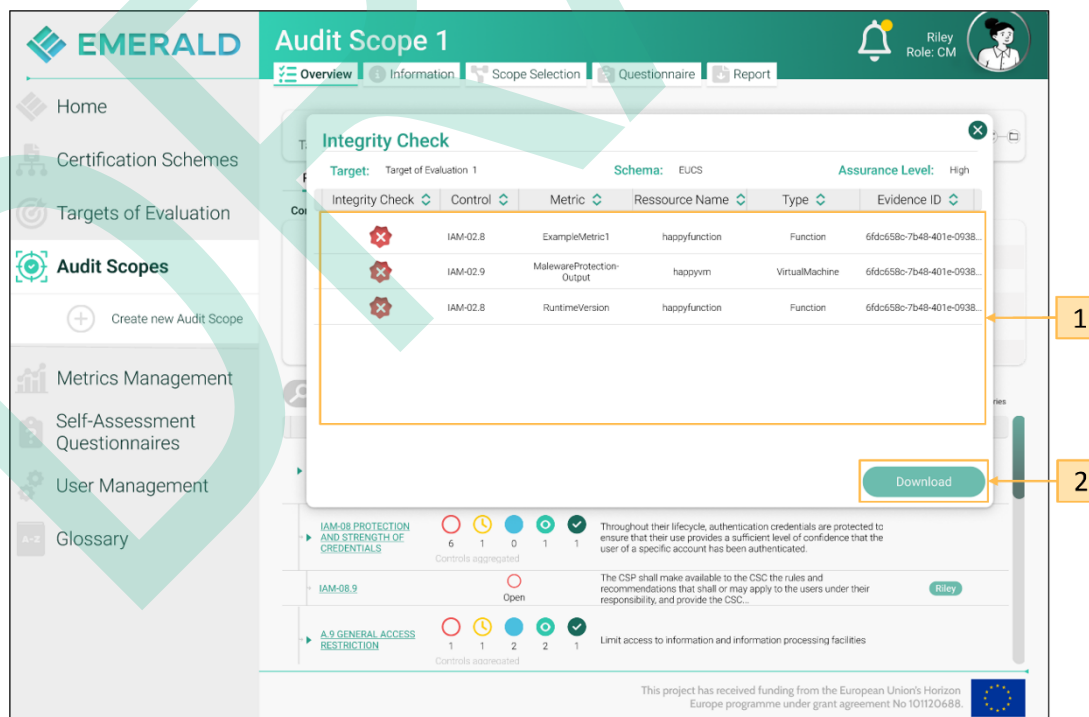 EMERALD
Audit Scope 1
Riley
Role: CM
Overview Information Scope Selection Questionnaire Report
Home
Certification Schemes
Targets of Evaluation
Audit Scopes
Create new Audit Scope
Metrics Management
Self-Assessment
Questionnaires
User Management
A-Z Glossary
Integrity Check
Target: Target of Evaluation 1 Schema: EUCS Assurance Level: High
Integrity Check Control Metric Ressource Name Type Evidence ID
IAM-02.8 ExampleMetric1 happyfunction Function 6fdc658c-7b48-401e-0938...
IAM-02.9 MalewareProtection-
Output happyvm VirtualMachine 6fdc658c-7b48-401e-0938...
IAM-02.8 RuntimeVersion happyfunction Function 6fdc658c-7b48-401e-0938...
1
Download
2
IAM-08 PROTECTION
AND STRENGTH OF
CREDENTIALS
6 1 0 1 1
Controls aggregated
Throughout their lifecycle, authentication credentials are protected to
ensure that their use provides a sufficient level of confidence that the
user of a specific account has been authenticated.
IAM-08.9
Open
The CSP shall make available to the CSC the rules and
recommendations that shall or may apply to the users under their
responsibility, and provide the CSC...
Riley
A.9 GENERAL ACCESS
RESTRICTION
1 1 2 2 1
Controls aggregated
Limit access to information and information processing facilities
This project has received funding from the European Union's Horizon
Europe programme under grant agreement No 101120688.